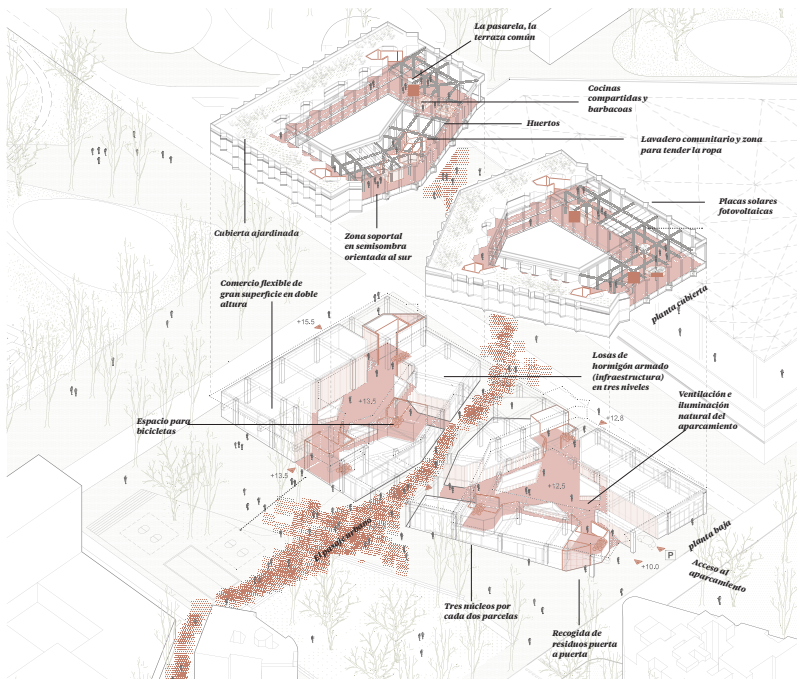 La pasarela, la
terraza común
Cocinas
compartidas y
barbacoas
Huertos
Lavadero comunitario y zona
para tender la ropa
Placas solares
fotovoltaicas
Cubierta ajardinada
Zona soportal
en semisombra
orientada al sur
planta cubierta
Comercio flexible de
gran superficie en doble
altura
+15.5
Losas de
hormigón armado
(infraestructura)
en tres niveles
Ventilación e
iluminación
natural del
aparcamiento
+13,5
+12,8
Espacio para
bicicletas
+13.5
+12,5
El pasaje urbano
planta baja
P
+10.0
Acceso al
aparcamiento
Tres núcleos por
cada dos parcelas
Recogida de
residuos puerta
a puerta